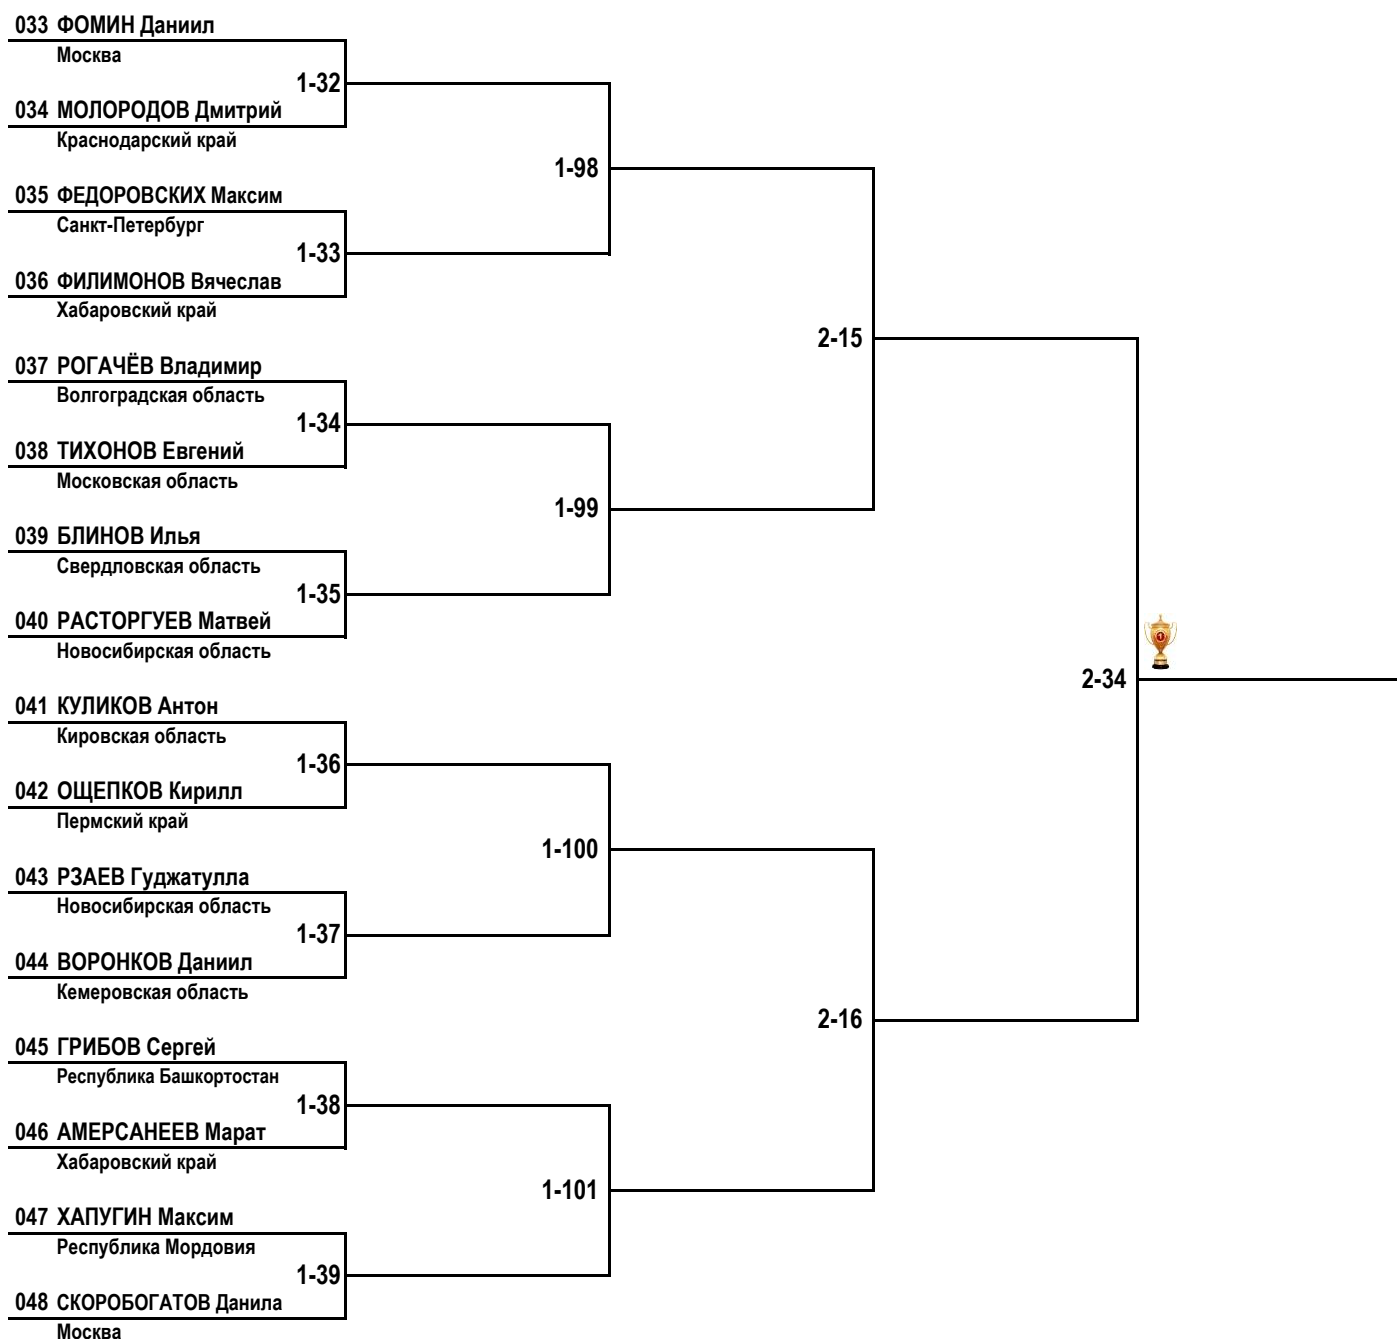 033 ФОМИН Даниил
Москва
1-32
034 МОЛОРОДОВ Дмитрий
Краснодарский край
1-98
035 ФЕДОРОВСКИХ Максим
Санкт-Петербург
1-33
036 ФИЛИМОНОВ Вячеслав
Хабаровский край
2-15
037 РОГАЧЁВ Владимир
Волгоградская область
1-34
038 ТИХОНОВ Евгений
Московская область
1-99
039 БЛИНОВ Илья
Свердловская область
1-35
040 РАСТОРГУЕВ Матвей
Новосибирская область
2-34
041 КУЛИКОВ Антон
Кировская область
1-36
042 ОЩЕПКОВ Кирилл
Пермский край
1-100
043 РЗАЕВ Гуджатулла
Новосибирская область
1-37
044 ВОРОНКОВ Даниил
Кемеровская область
2-16
045 ГРИБОВ Сергей
Республика Башкортостан
1-38
046 АМЕРСАНЕЕВ Марат
Хабаровский край
1-101
047 ХАПУГИН Максим
Республика Мордовия
1-39
048 СКОРОБОГАТОВ Данила
Москва